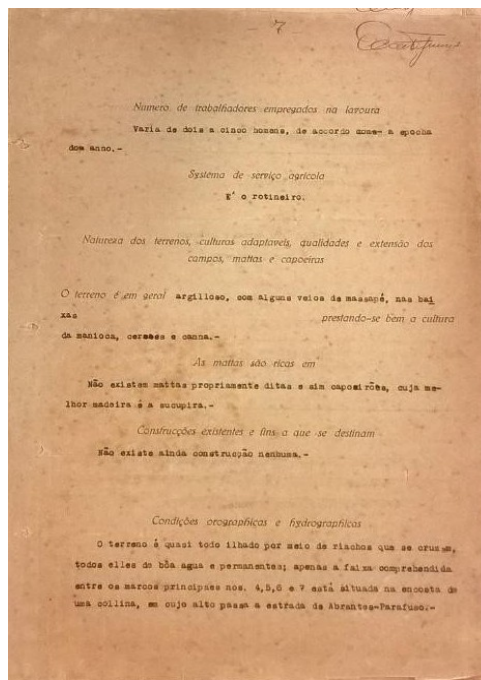 - 7 -
Numero de trabalhadores empregados na lavoura
Varia de dois a cinco homens, de accordo a epocha
dos anno.-
Systema de serviço agricola
E' o rotineiro.
Natureza dos terrenos, culturas adaptaveis, qualidades e extensão dos
campos, mattas e capoeiras
O terreno é em geral argilloso, com alguns veios de massapé, nas bai
xas prestando-se bem a cultura
da manioca, cereaes e canna.-
As mattas são ricas em
Não existem mattas propriamente ditas e sim capoeirões, cuja me-
lhor madeira é a sucupira.-
Construcções existentes e fins a que se destinam
Não existe ainda construcção nenhuma.-
Condições orographicas e hydrographicas
O terreno é quasi todo ilhado por meio de riachos que se cruzam,
todos elles de bôa agua e permanentes; apenas a faixa comprehendida
entre os marcos principaes nos. 4,5,6 e 7 está situada na encosta de
uma collina, em cujo alto passa a estrada de Abrantes-Parafuso.-